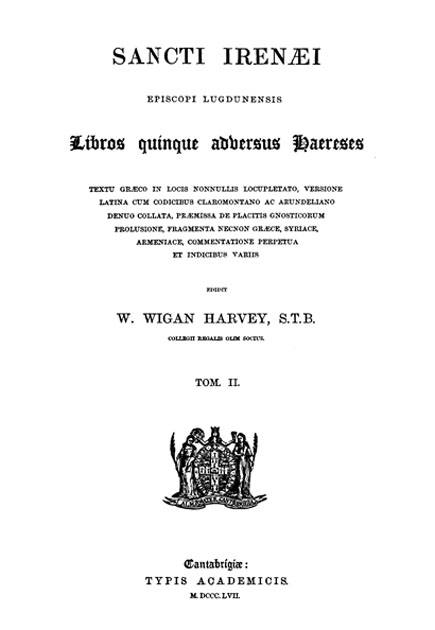 SANCTI IRENÆI
EPISCOPI LUGDUNENSIS
Libros quinque adversus Haereses
TEXTU GRÆCO IN LOCIS NONNULLIS LOCUPLETATO, VERSIONE
LATINA CUM CODICIBUS CLAROMONTANO AC ARUNDELIANO
DENUO COLLATA, PRÆMISSA DE PLACITIS GNOSTICORUM
PROLUSIONE, FRAGMENTA NECNON GRÆCE, SYRIACE,
ARMENIACE, COMMENTATIONE PERPETUA
ET INDICIBUS VARIIS
EDIDIT
W. WIGAN HARVEY, S.T.B.
COLLEGII REGALIS OLIM SOCIUS.
TOM. II.
Cantabrigiæ:
TYPIS ACADEMICIS.
M.DCCC.LVII.